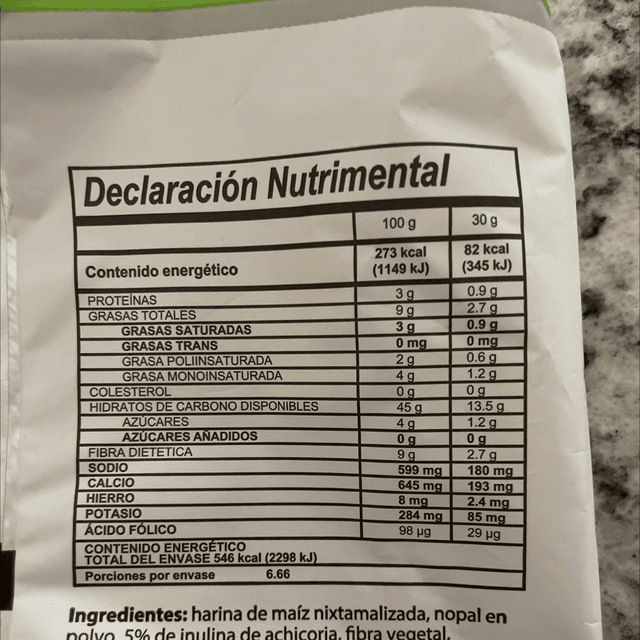 Declaración Nutrimental
100 g 30 g
Contenido energético 273 kcal (1149 kJ) 82 kcal (345 kJ)
PROTEÍNAS 3 g 0.9 g
GRASAS TOTALES 9 g 2.7 g
GRASAS SATURADAS 3 g 0.9 g
GRASAS TRANS 0 mg 0 mg
GRASA POLIINSATURADA 2 g 0.6 g
GRASA MONOINSATURADA 4 g 1.2 g
COLESTEROL 0 g 0 g
HIDRATOS DE CARBONO DISPONIBLES 45 g 13.5 g
AZÚCARES 4 g 1.2 g
AZÚCARES AÑADIDOS 0 g 0 g
FIBRA DIETETICA 9 g 2.7 g
SODIO 599 mg 180 mg
CALCIO 645 mg 193 mg
HIERRO 8 mg 2.4 mg
POTASIO 284 mg 85 mg
ÁCIDO FÓLICO 98 µg 29 µg
CONTENIDO ENERGÉTICO
TOTAL DEL ENVASE 546 kcal (2298 kJ)
Porciones por envase 6.66
Ingredientes: harina de maíz nixtamalizada, nopal en
polvo, 5% de inulina de achicoria, fibra vegetal,